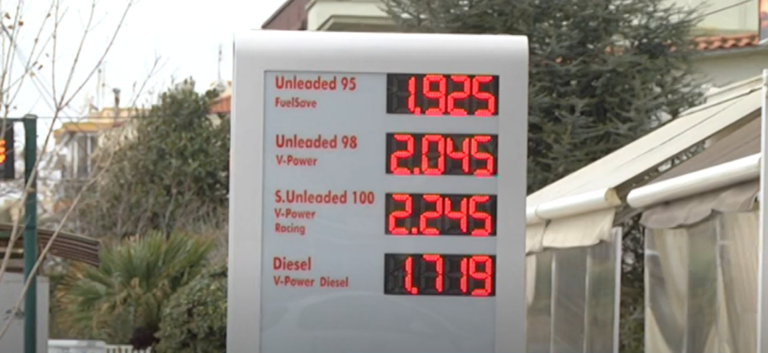 Unleaded 95 1.925
FuelSave
Unleaded 98 2.045
V-Power
S.Unleaded 100 2.245
V-Power
Racing
Diesel 1.719
V-Power Diesel